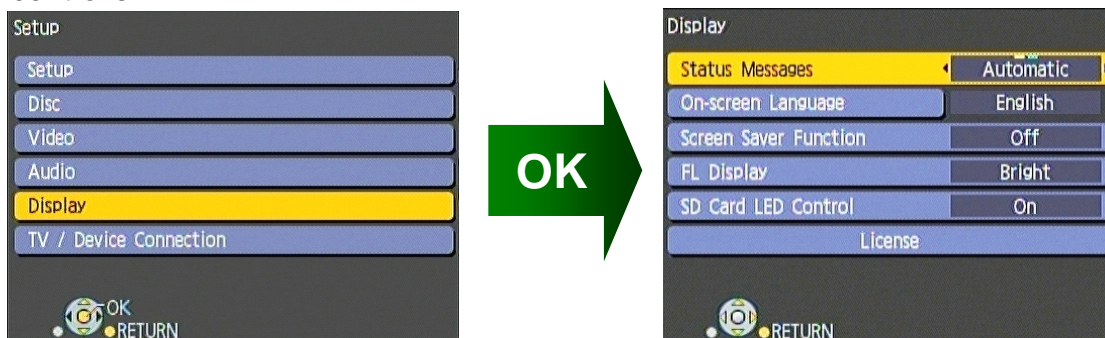 Setup
Setup
Disc
Video
Audio
Display
TV / Device Connection
OK
RETURN
OK
Display
Status Messages Automatic
On-screen Language English
Screen Saver Function Off
FL Display Bright
SD Card LED Control On
License
RETURN